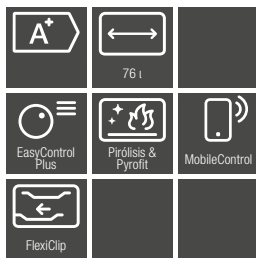 A+
76 l
EasyControl
Plus
Pirólisis &
Pyrofit
MobileControl
FlexiClip